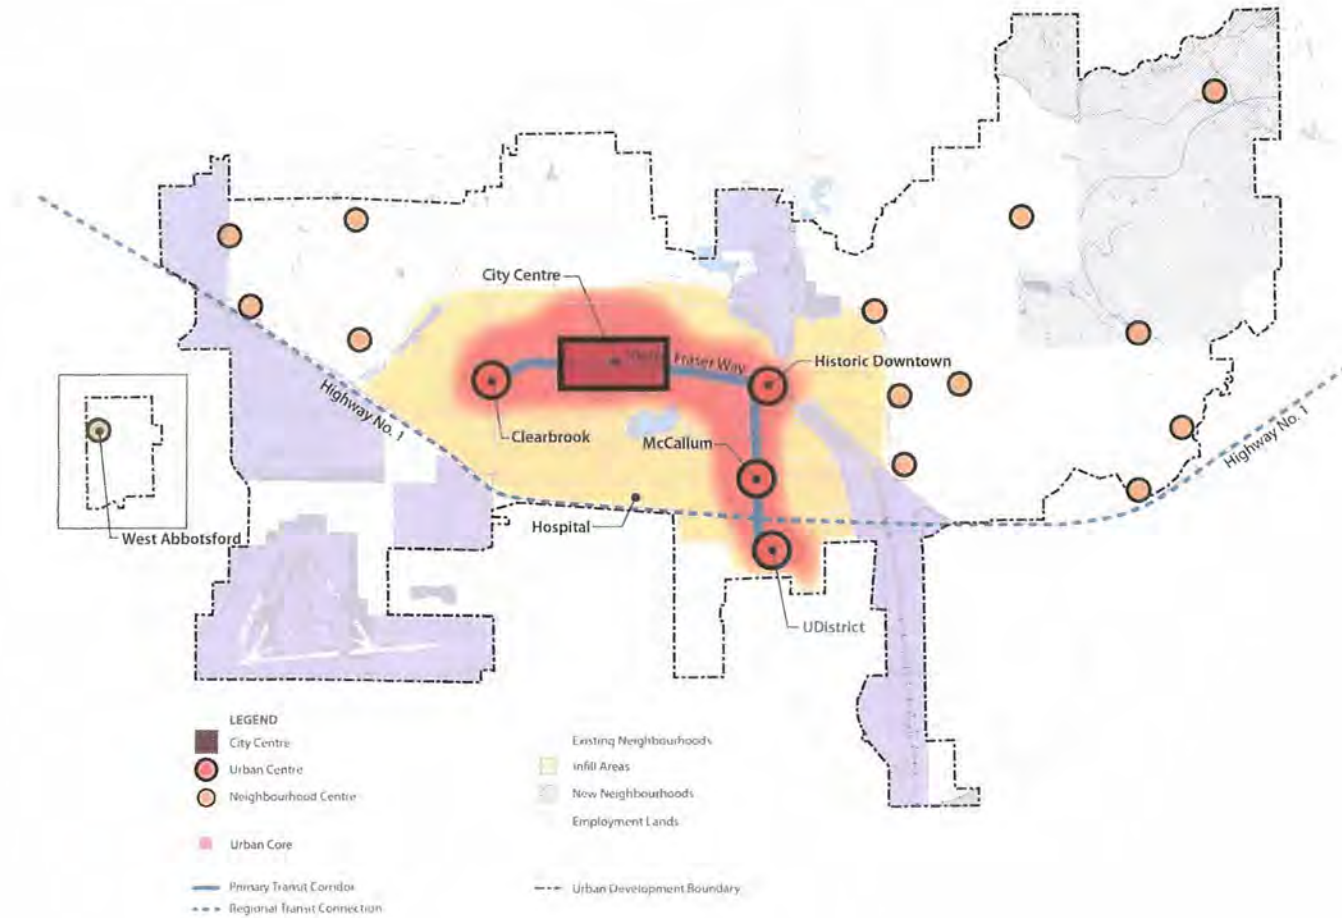 City Centre
Fraser Way
Historic Downtown
Highway No. 1
Clearbrook
McCallum
Highway No. 1
Hospital
West Abbotsford
UDistrict
LEGEND
City Centre
Urban Centre
Neighbourhood Centre
Urban Core
Primary Transit Corridor
Regional Transit Connection
Existing Neighbourhoods
Infill Areas
New Neighbourhoods
Employment Lands
Urban Development Boundary